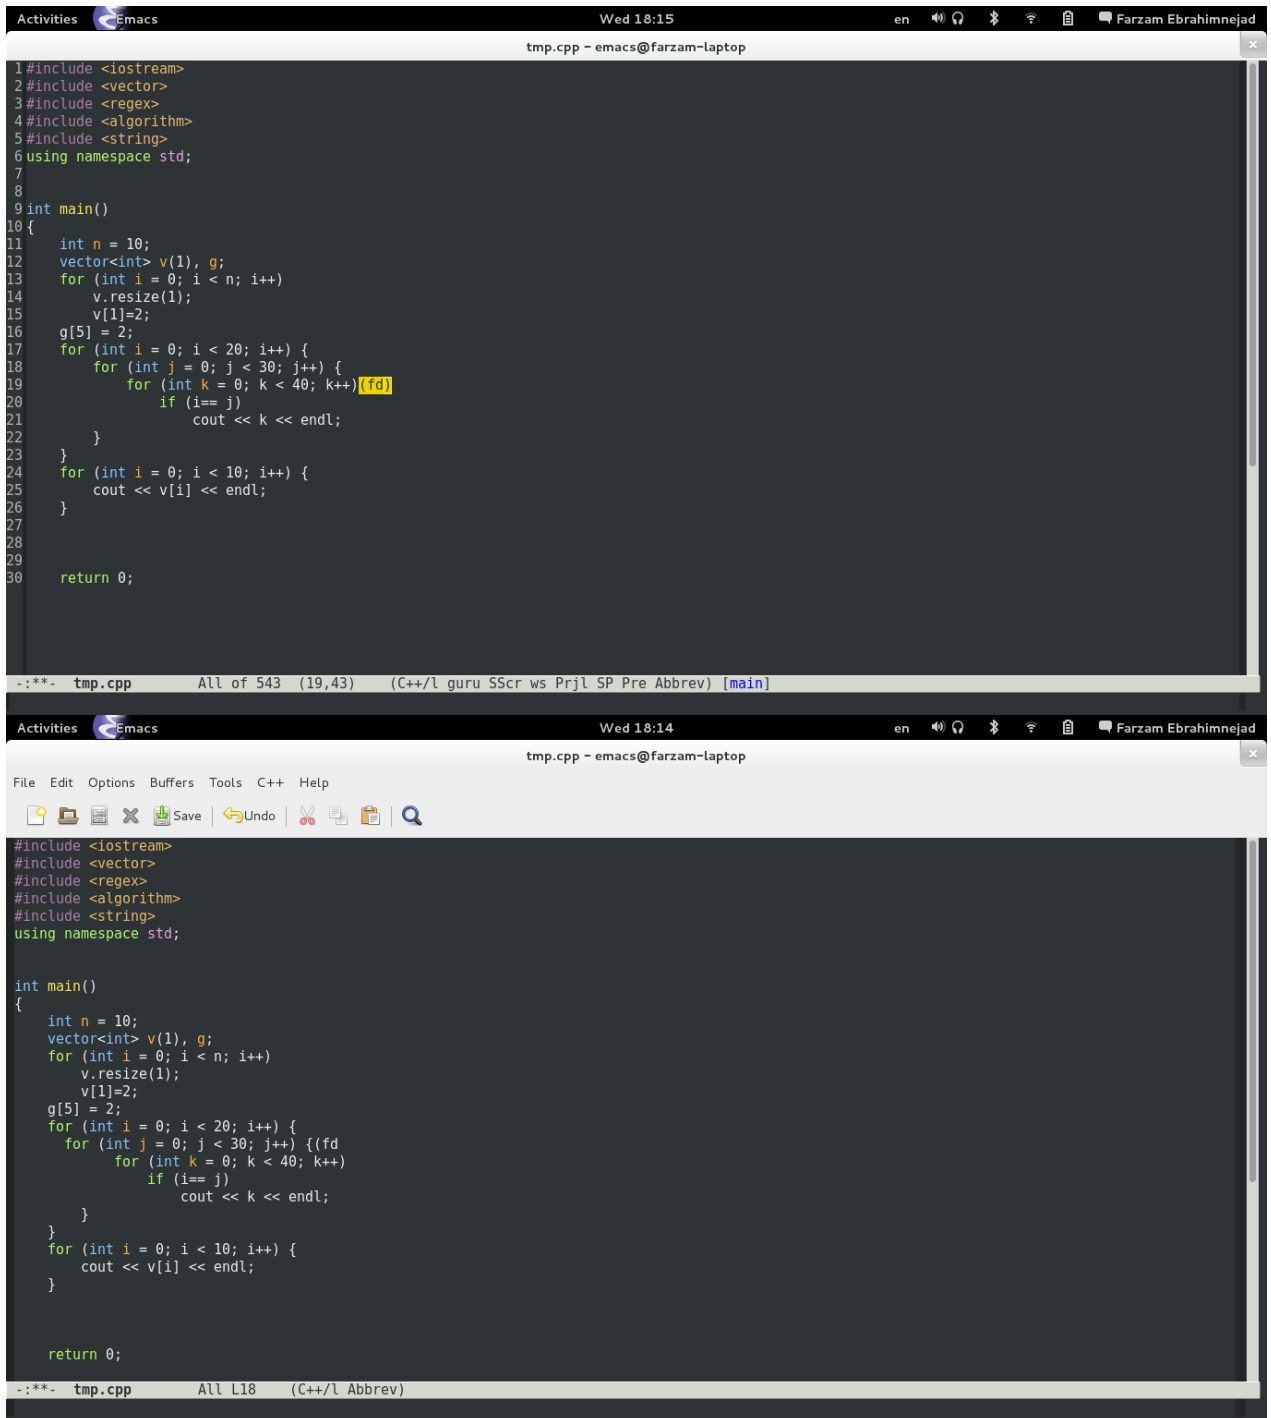 Activities Emacs Wed 18:15 en Farzam Ebrahimnejad
tmp.cpp - emacs@farzam-laptop
1 #include <iostream>
2 #include <vector>
3 #include <regex>
4 #include <algorithm>
5 #include <string>
6 using namespace std;
7
8
9 int main()
10 {
11     int n = 10;
12     vector<int> v(1), g;
13     for (int i = 0; i < n; i++)
14         v.resize(1);
15         v[1]=2;
16     g[5] = 2;
17     for (int i = 0; i < 20; i++) {
18         for (int j = 0; j < 30; j++) {
19             for (int k = 0; k < 40; k++)(fd)
20                 if (i== j)
21                     cout << k << endl;
22         }
23     }
24     for (int i = 0; i < 10; i++) {
25         cout << v[i] << endl;
26     }
27
28
29
30     return 0;
-:**- tmp.cpp All of 543 (19,43) (C++/l guru SScr ws Prjl SP Pre Abbrev) [main]
Activities Emacs Wed 18:14 en Farzam Ebrahimnejad
tmp.cpp - emacs@farzam-laptop
File Edit Options Buffers Tools C++ Help
Save Undo
#include <iostream>
#include <vector>
#include <regex>
#include <algorithm>
#include <string>
using namespace std;
int main()
{
    int n = 10;
    vector<int> v(1), g;
    for (int i = 0; i < n; i++)
        v.resize(1);
        v[1]=2;
    g[5] = 2;
    for (int i = 0; i < 20; i++) {
      for (int j = 0; j < 30; j++) {(fd
            for (int k = 0; k < 40; k++)
                if (i== j)
                    cout << k << endl;
        }
    }
    for (int i = 0; i < 10; i++) {
        cout << v[i] << endl;
    }
    return 0;
-:**- tmp.cpp All L18 (C++/l Abbrev)